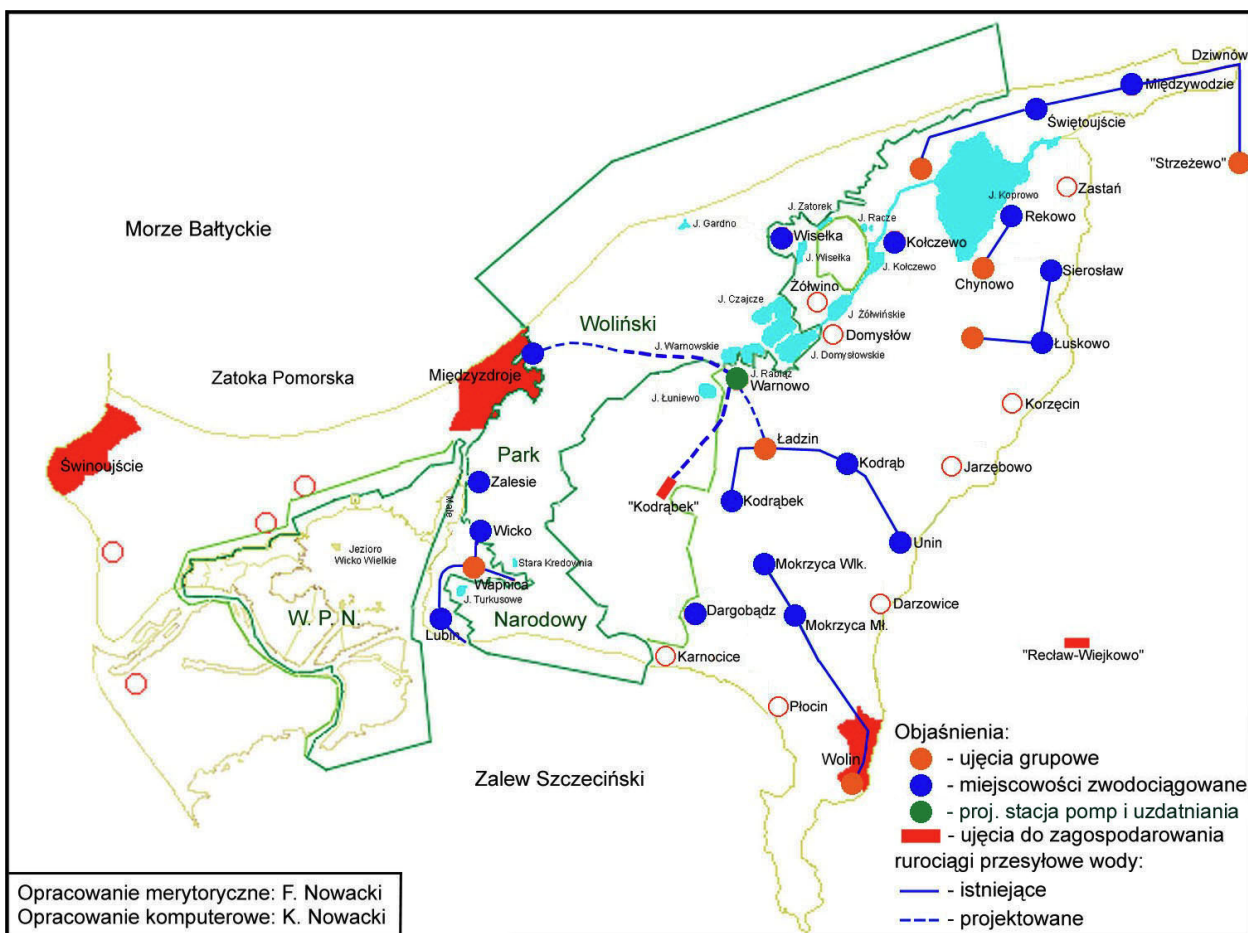 Dziwnów
Międzywodzie
Świętoujście
"Strzeżewo"
Zastań
J. Koprowo
J. Zatorek
J. Racze
Rekowo
Morze Bałtyckie
J. Gardno
Wisełka
Kołczewo
J. Wisełka
J. Kołczewo
Sierosław
Chynowo
Żółwino
J. Czajcze
J. Żółwińskie
Woliński
Domysłów
Łuskowo
J. Warnowskie
J. Domysłowskie
Międzyzdroje
Zatoka Pomorska
J. Rabiąż
Warnowo
J. Łuniewo
Korzęcin
Ładzin
Park
Świnoujście
Kodrąb
Jarzębowo
Zalesie
"Kodrąbek"
Kodrąbek
Małe
Wicko
Unin
Jezioro
Wicko Wielkie
Stara Kredownia
Mokrzyca Wlk.
Wapnica
J. Turkusowe
Darzowice
W. P. N.
Narodowy
Dargobądz
Mokrzyca Mł.
Lubin
Karnocice
"Recław-Wiejkowo"
Płocin
Objaśnienia:
Wolin
- ujęcia grupowe
Zalew Szczeciński
- miejscowości zwodociągowane
- proj. stacja pomp i uzdatniania
- ujęcia do zagospodarowania
rurociągi przesyłowe wody:
- istniejące
- projektowane
Opracowanie merytoryczne: F. Nowacki
Opracowanie komputerowe: K. Nowacki